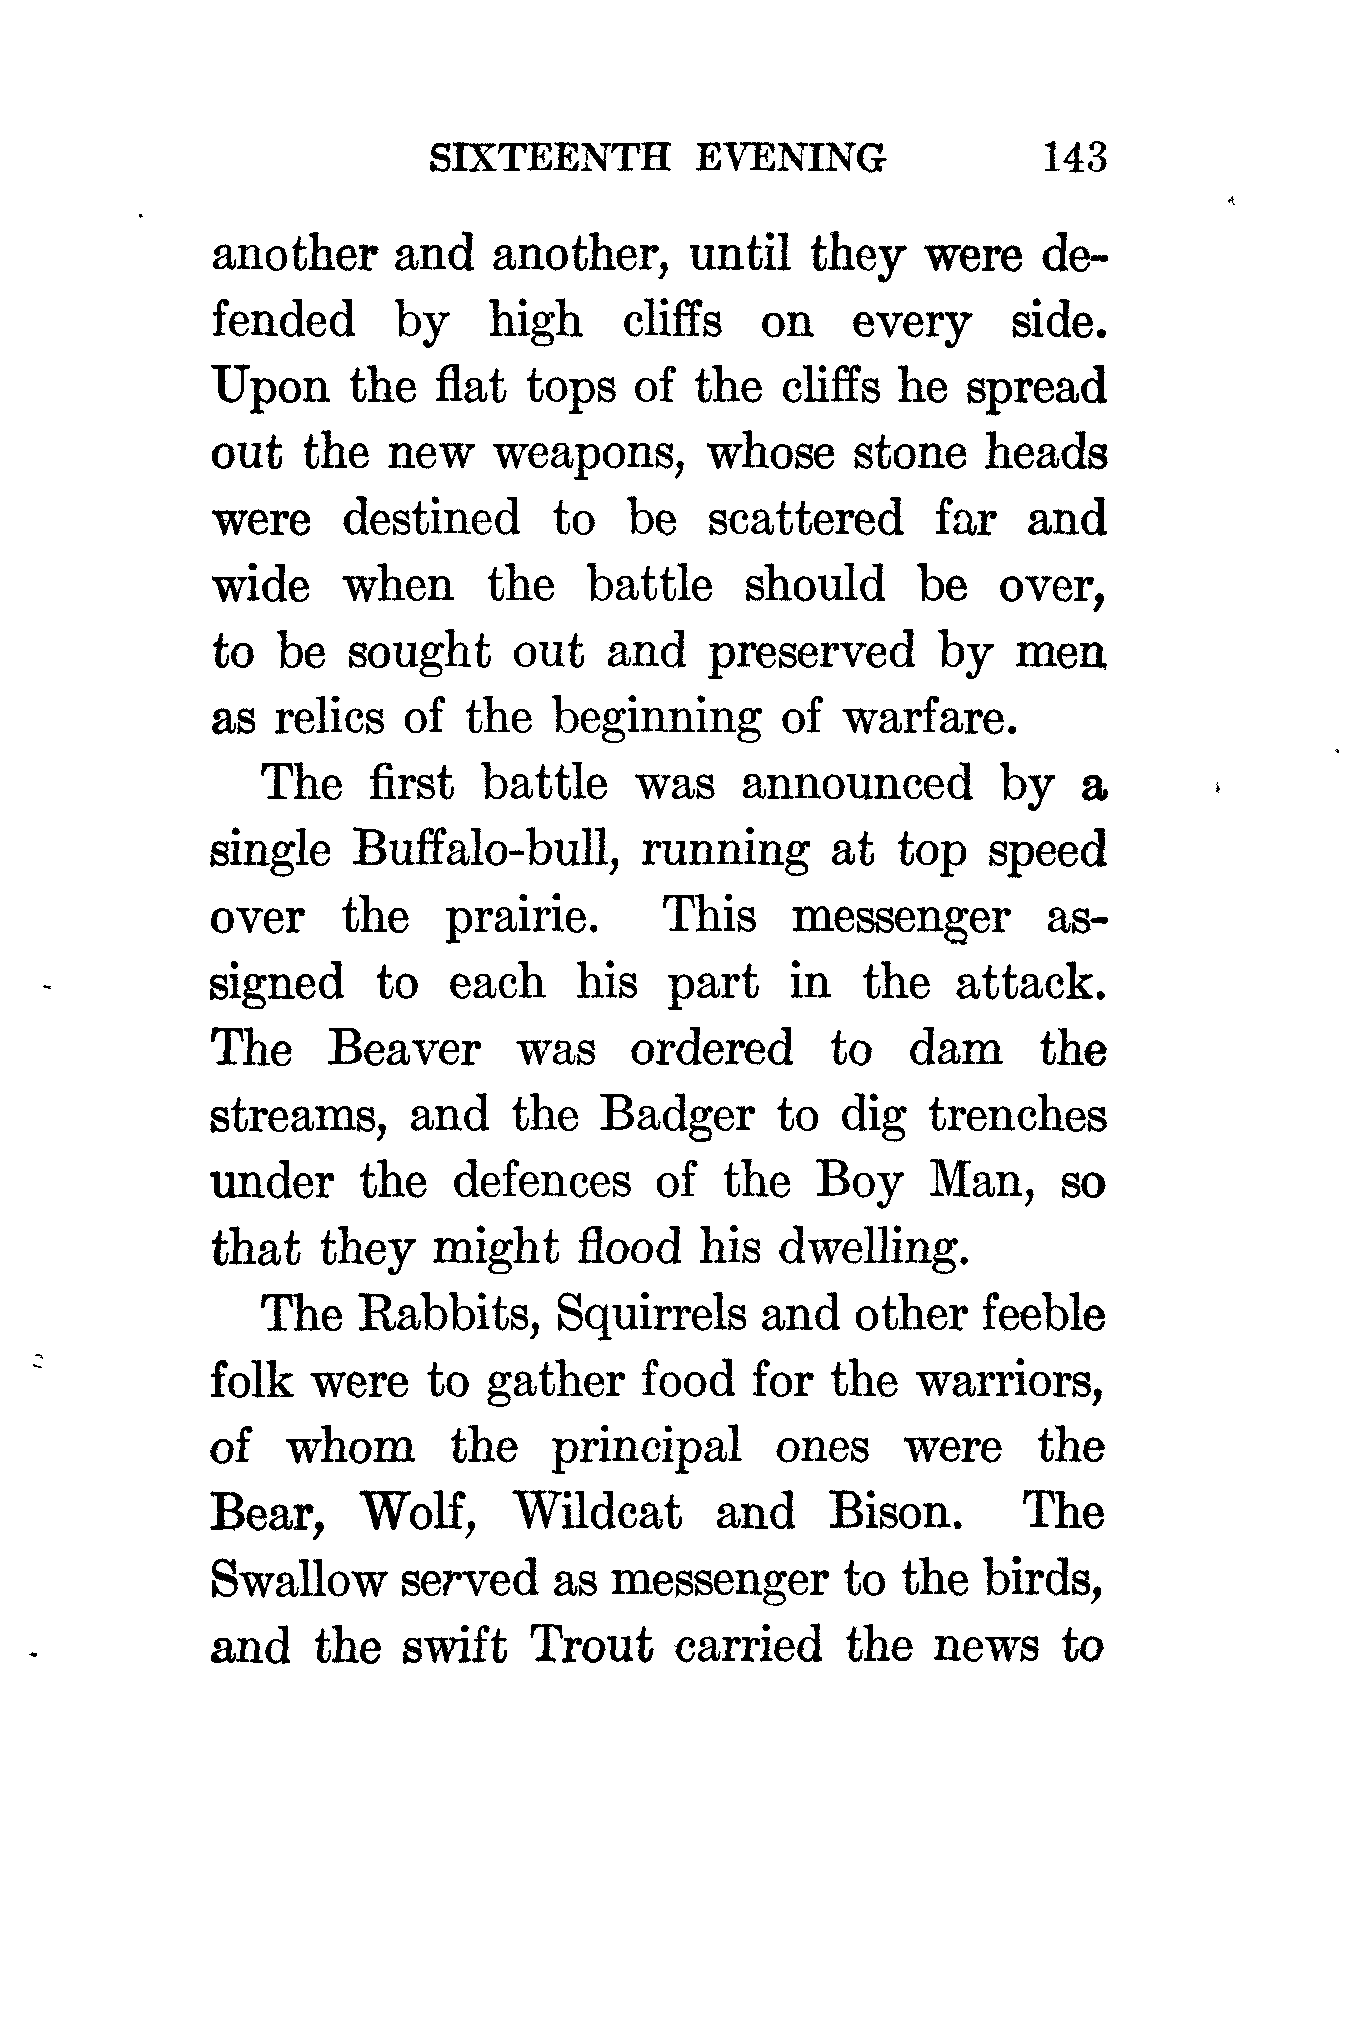 SIXTEENTH EVENING 143
another and another, until they were de-
fended by high cliffs on every side.
Upon the flat tops of the cliffs he spread
out the new weapons, whose stone heads
were destined to be scattered far and
wide when the battle should be over,
to be sought out and preserved by men
as relics of the beginning of warfare.
The first battle was announced by a
single Buffalo-bull, running at top speed
over the prairie. This messenger as-
signed to each his part in the attack.
The Beaver was ordered to dam the
streams, and the Badger to dig trenches
under the defences of the Boy Man, so
that they might flood his dwelling.
The Rabbits, Squirrels and other feeble
folk were to gather food for the warriors,
of whom the principal ones were the
Bear, Wolf, Wildcat and Bison. The
Swallow served as messenger to the birds,
and the swift Trout carried the news to